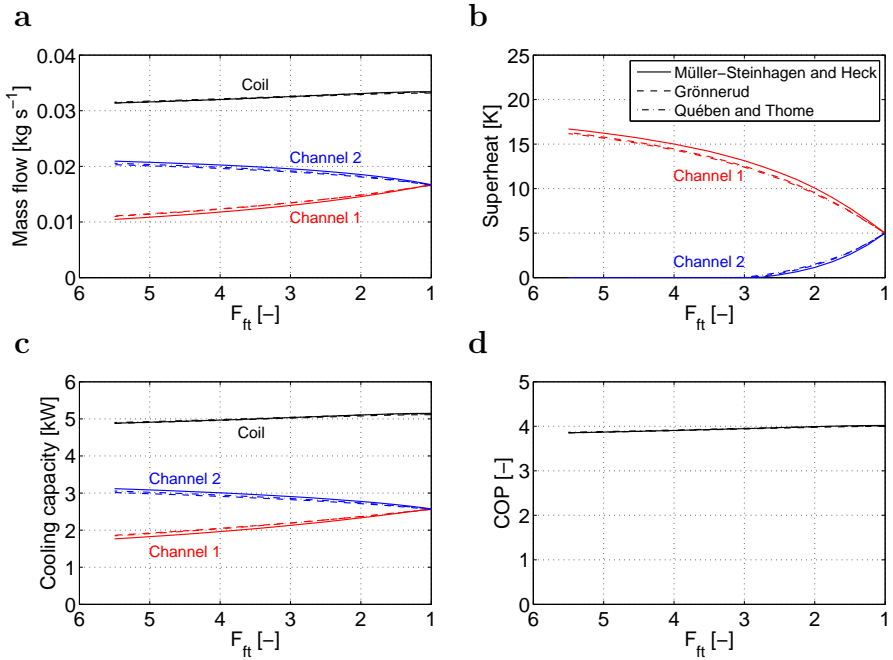 a
0.04
0.03
0.02
0.01
0
Mass flow [kg s⁻¹]
Coil
Channel 2
Channel 1
6 5 4 3 2 1
F_ft [–]
b
25
20
15
10
5
0
Superheat [K]
Müller–Steinhagen and Heck
Grönnerud
Quében and Thome
Channel 1
Channel 2
6 5 4 3 2 1
F_ft [–]
c
6
5
4
3
2
1
0
Cooling capacity [kW]
Coil
Channel 2
Channel 1
6 5 4 3 2 1
F_ft [–]
d
5
4
3
2
1
0
COP [–]
6 5 4 3 2 1
F_ft [–]